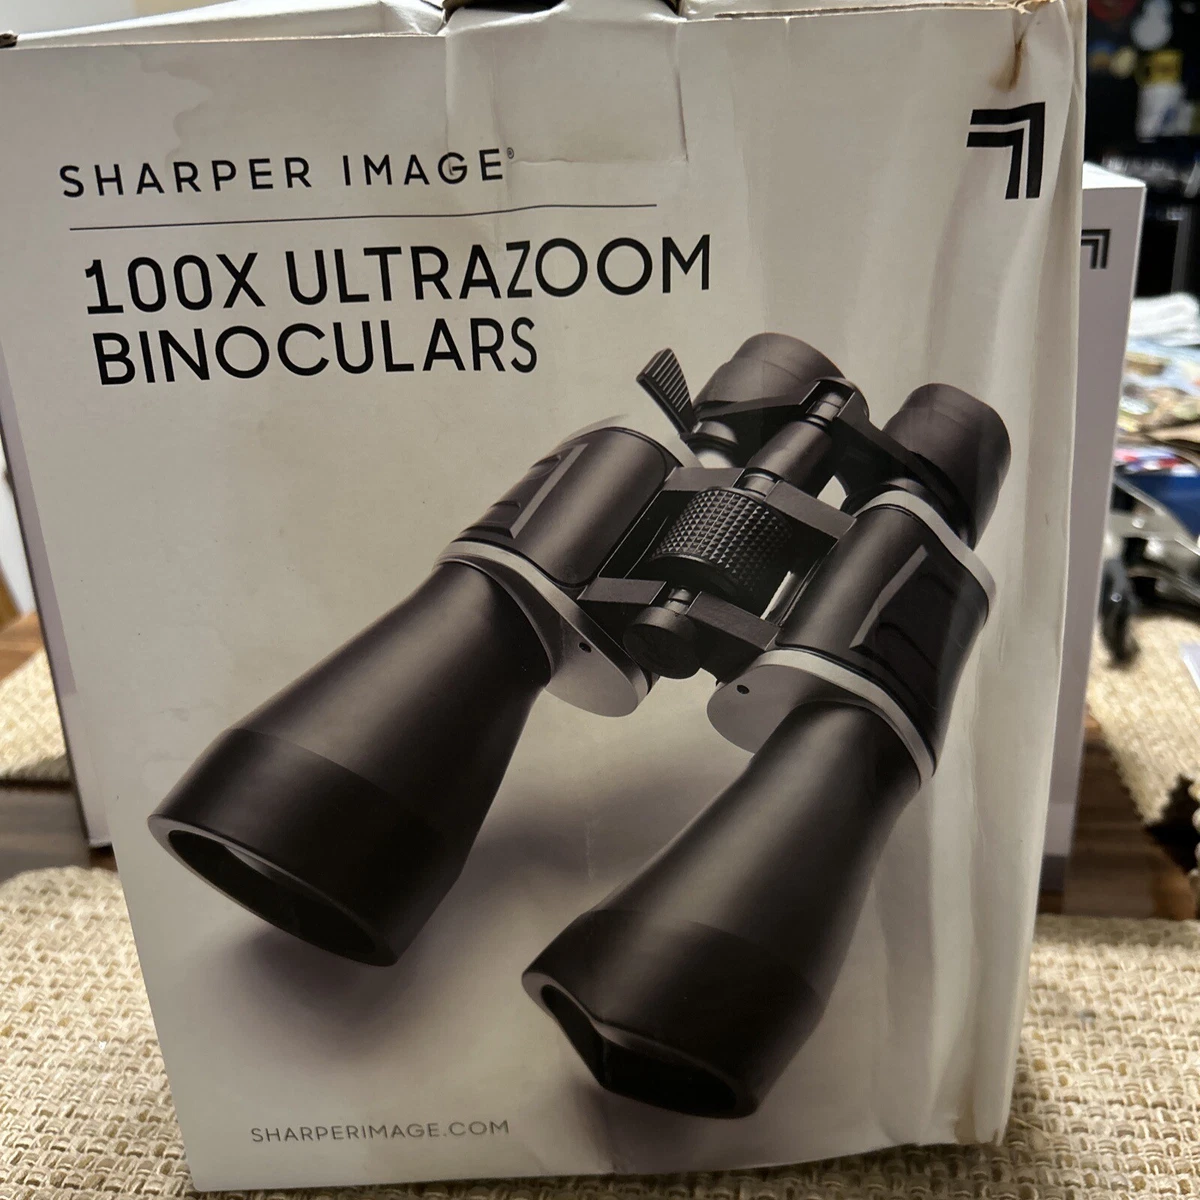 SHARPER IMAGE®
100X ULTRAZOOM
BINOCULARS
SHARPERIMAGE.COM